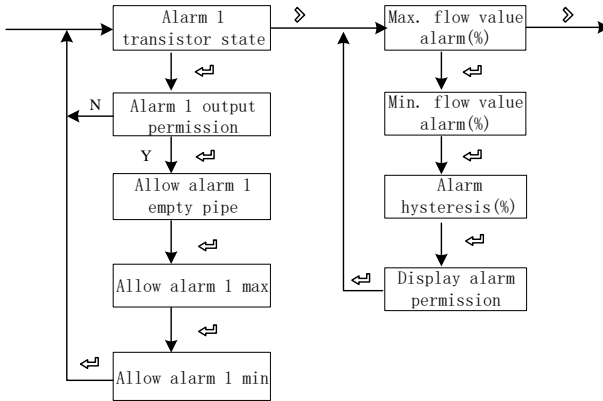 Alarm 1
transistor state
Max. flow value
alarm(%)
N
Alarm 1 output
permission
Min. flow value
alarm(%)
Y
Allow alarm 1
empty pipe
Alarm
hysteresis(%)
Allow alarm 1 max
Display alarm
permission
Allow alarm 1 min